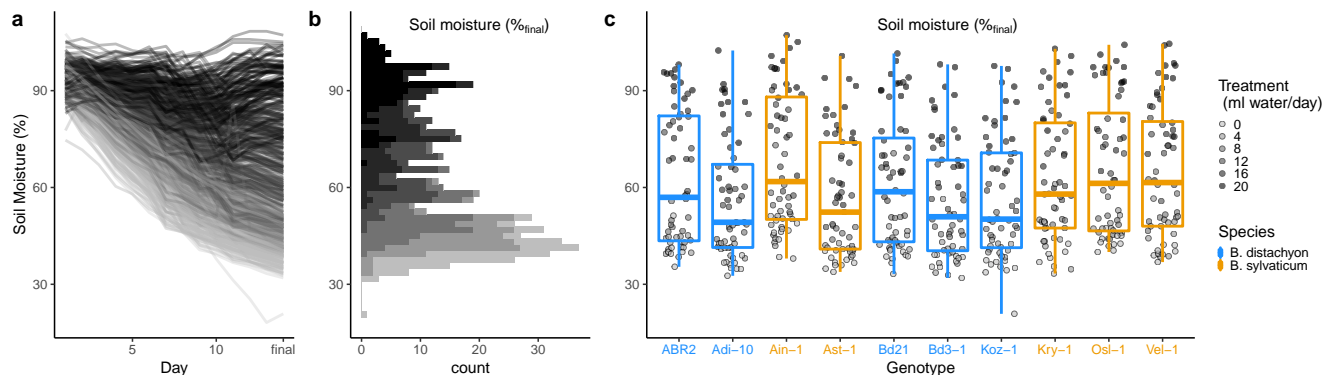 a
b
c
Soil moisture (%final)
Soil moisture (%final)
Soil Moisture (%)
90
60
30
5
10
final
Day
90
60
30
0
10
20
30
count
90
60
30
ABR2
Adi−10
Ain−1
Ast−1
Bd21
Bd3−1
Koz−1
Kry−1
Osl−1
Vel−1
Genotype
Treatment
(ml water/day)
0
4
8
12
16
20
Species
B. distachyon
B. sylvaticum